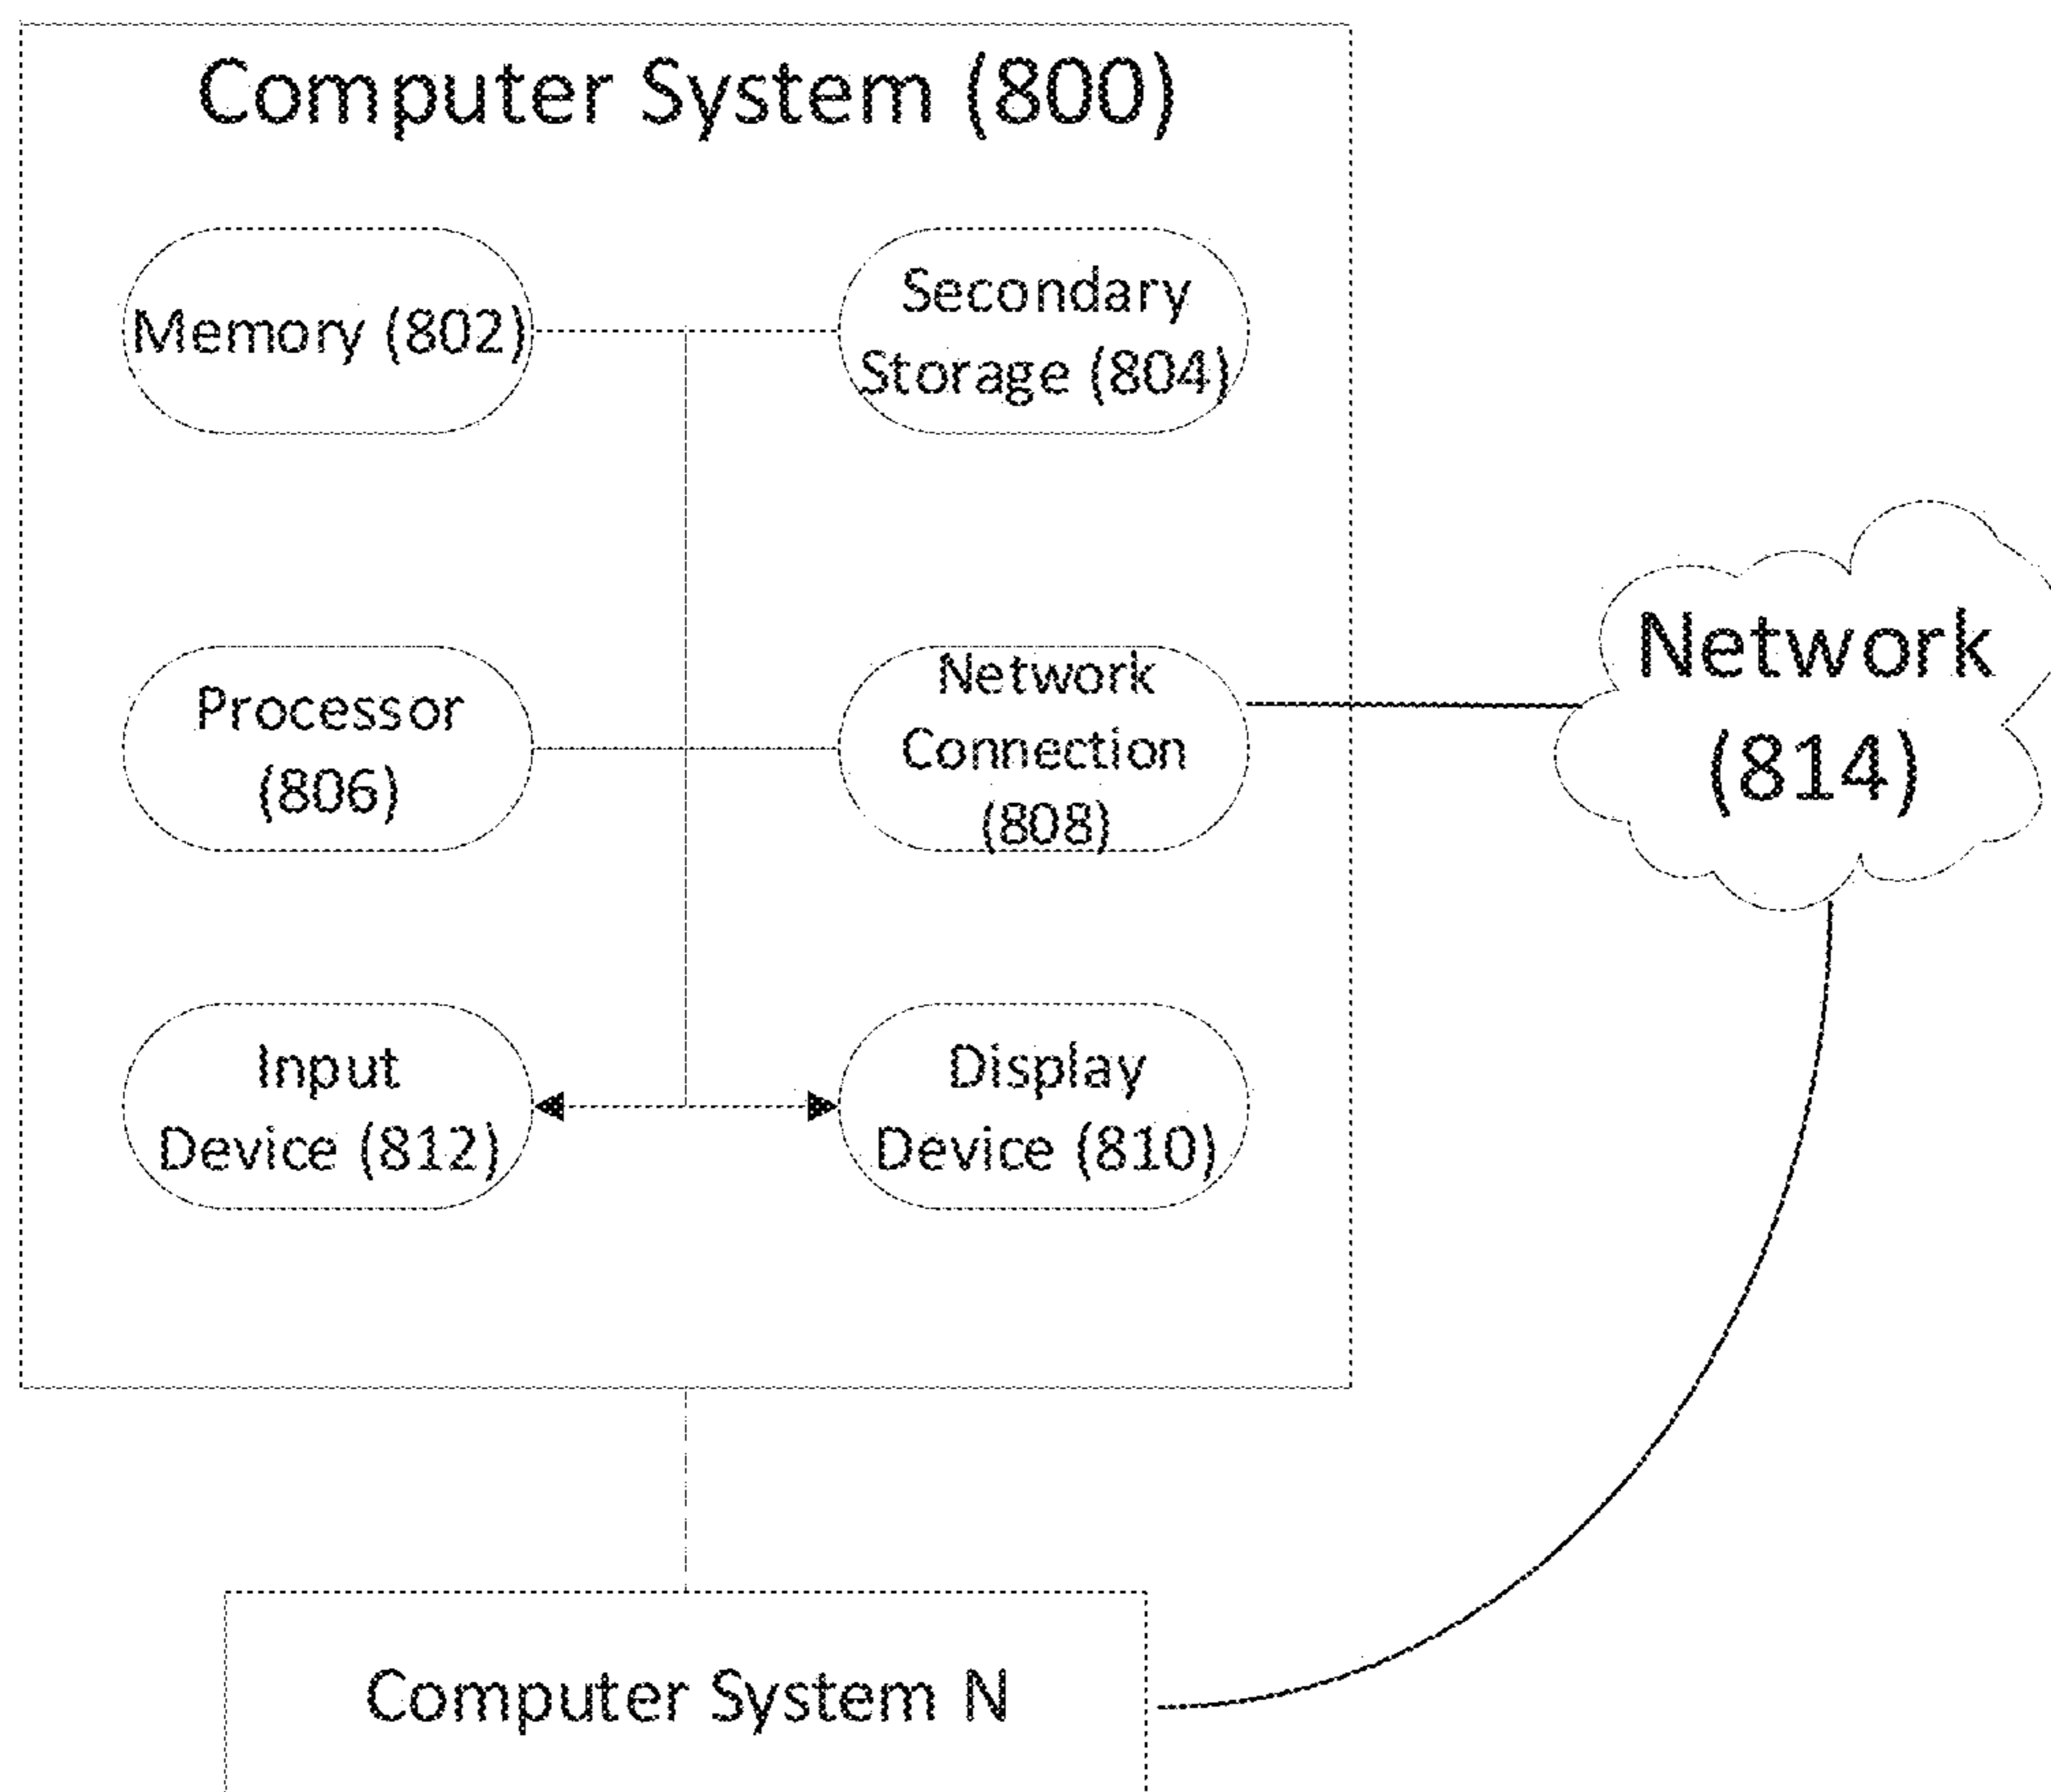 Computer System (800)
Memory (802)
Secondary
Storage (804)
Processor
(806)
Network
Connection
(808)
Network
(814)
Input
Device (812)
Display
Device (810)
Computer System N